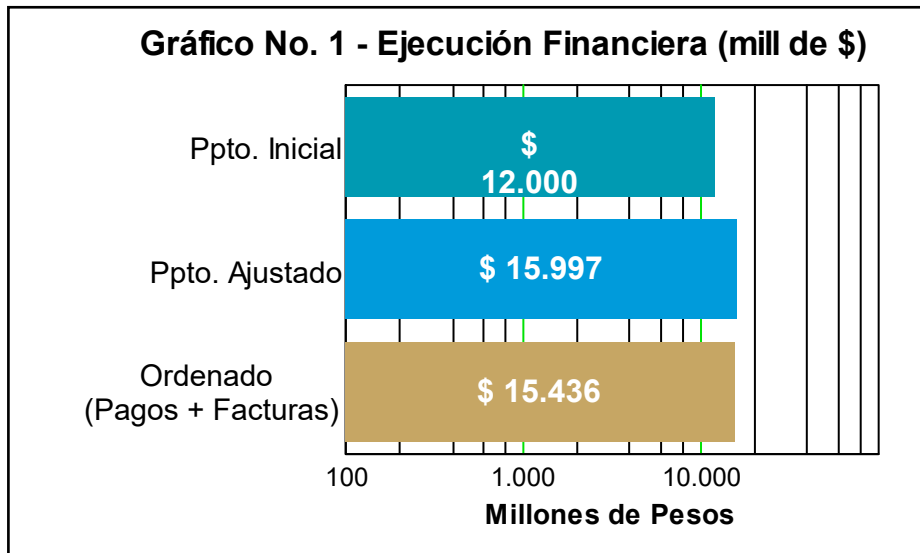 Gráfico No. 1 - Ejecución Financiera (mill de $)
Ppto. Inicial
$
12.000
Ppto. Ajustado
$ 15.997
Ordenado
(Pagos + Facturas)
$ 15.436
100
1.000
10.000
Millones de Pesos